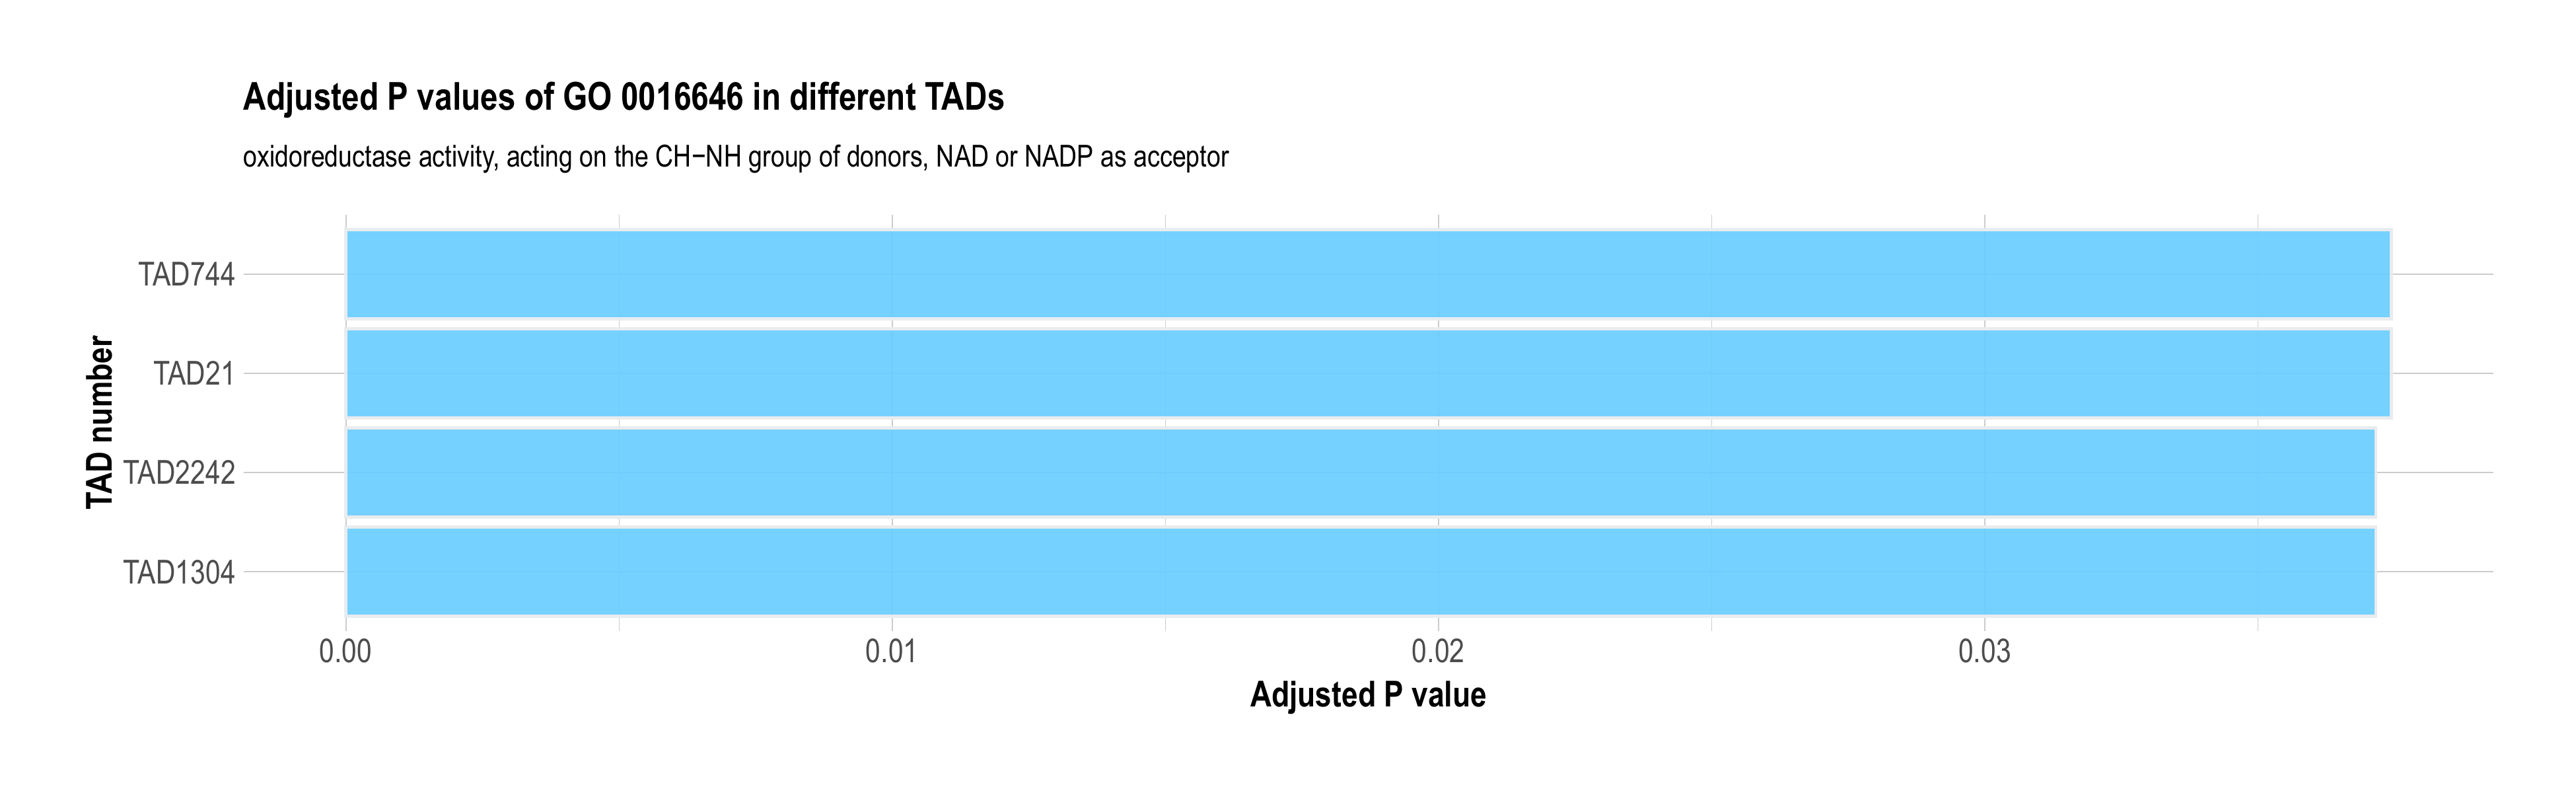 Adjusted P values of GO 0016646 in different TADs
oxidoreductase activity, acting on the CH−NH group of donors, NAD or NADP as acceptor
TAD number
TAD744
TAD21
TAD2242
TAD1304
0.00 0.01 0.02 0.03
Adjusted P value